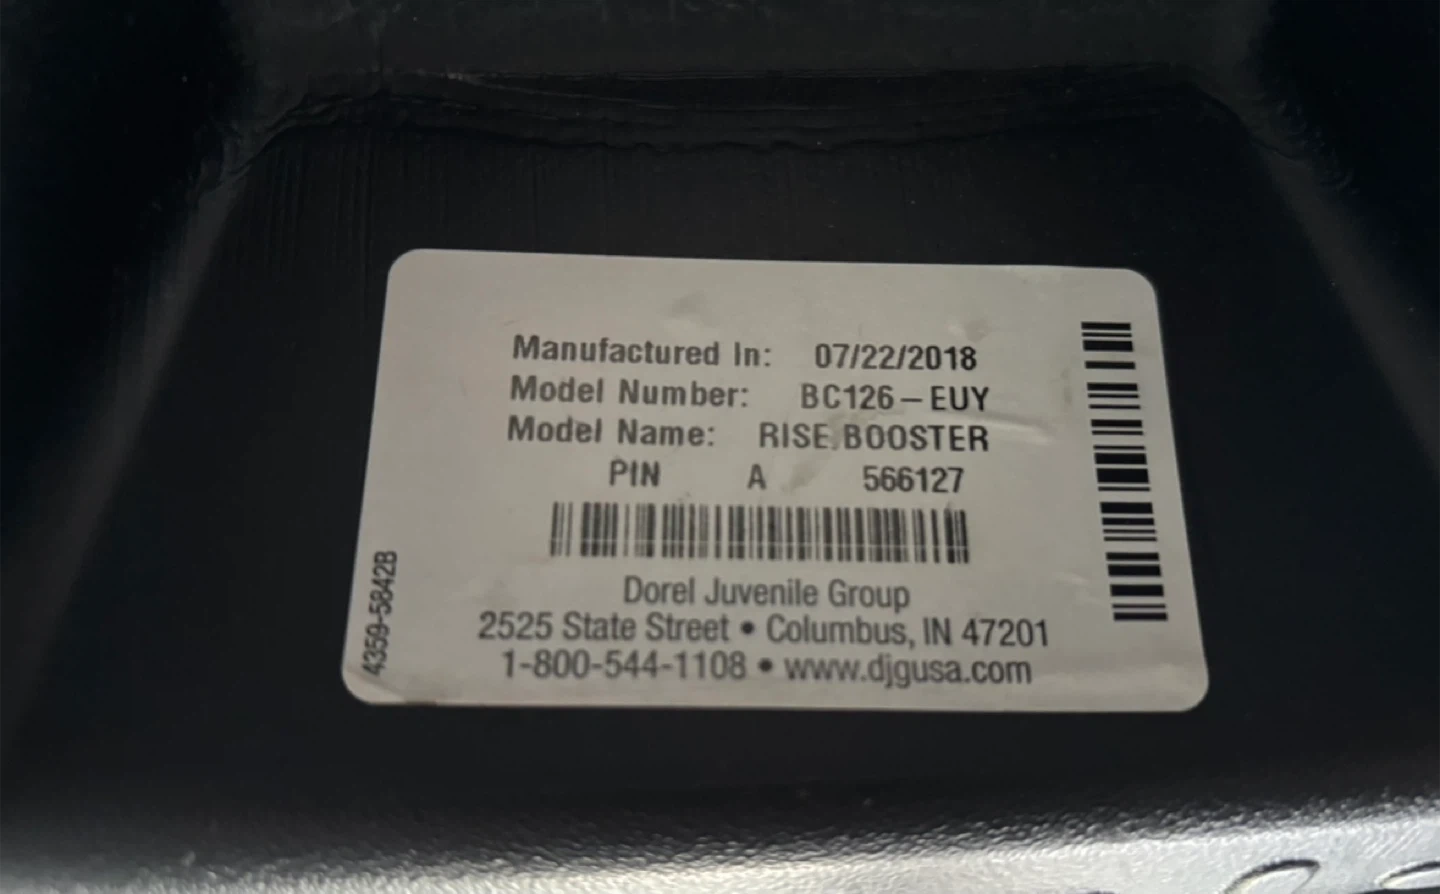 Manufactured In: 07/22/2018
Model Number: BC126-EUY
Model Name: RISE BOOSTER
PIN A 566127
Dorel Juvenile Group
2525 State Street • Columbus, IN 47201
1-800-544-1108 • www.djgusa.com
4359-5842B